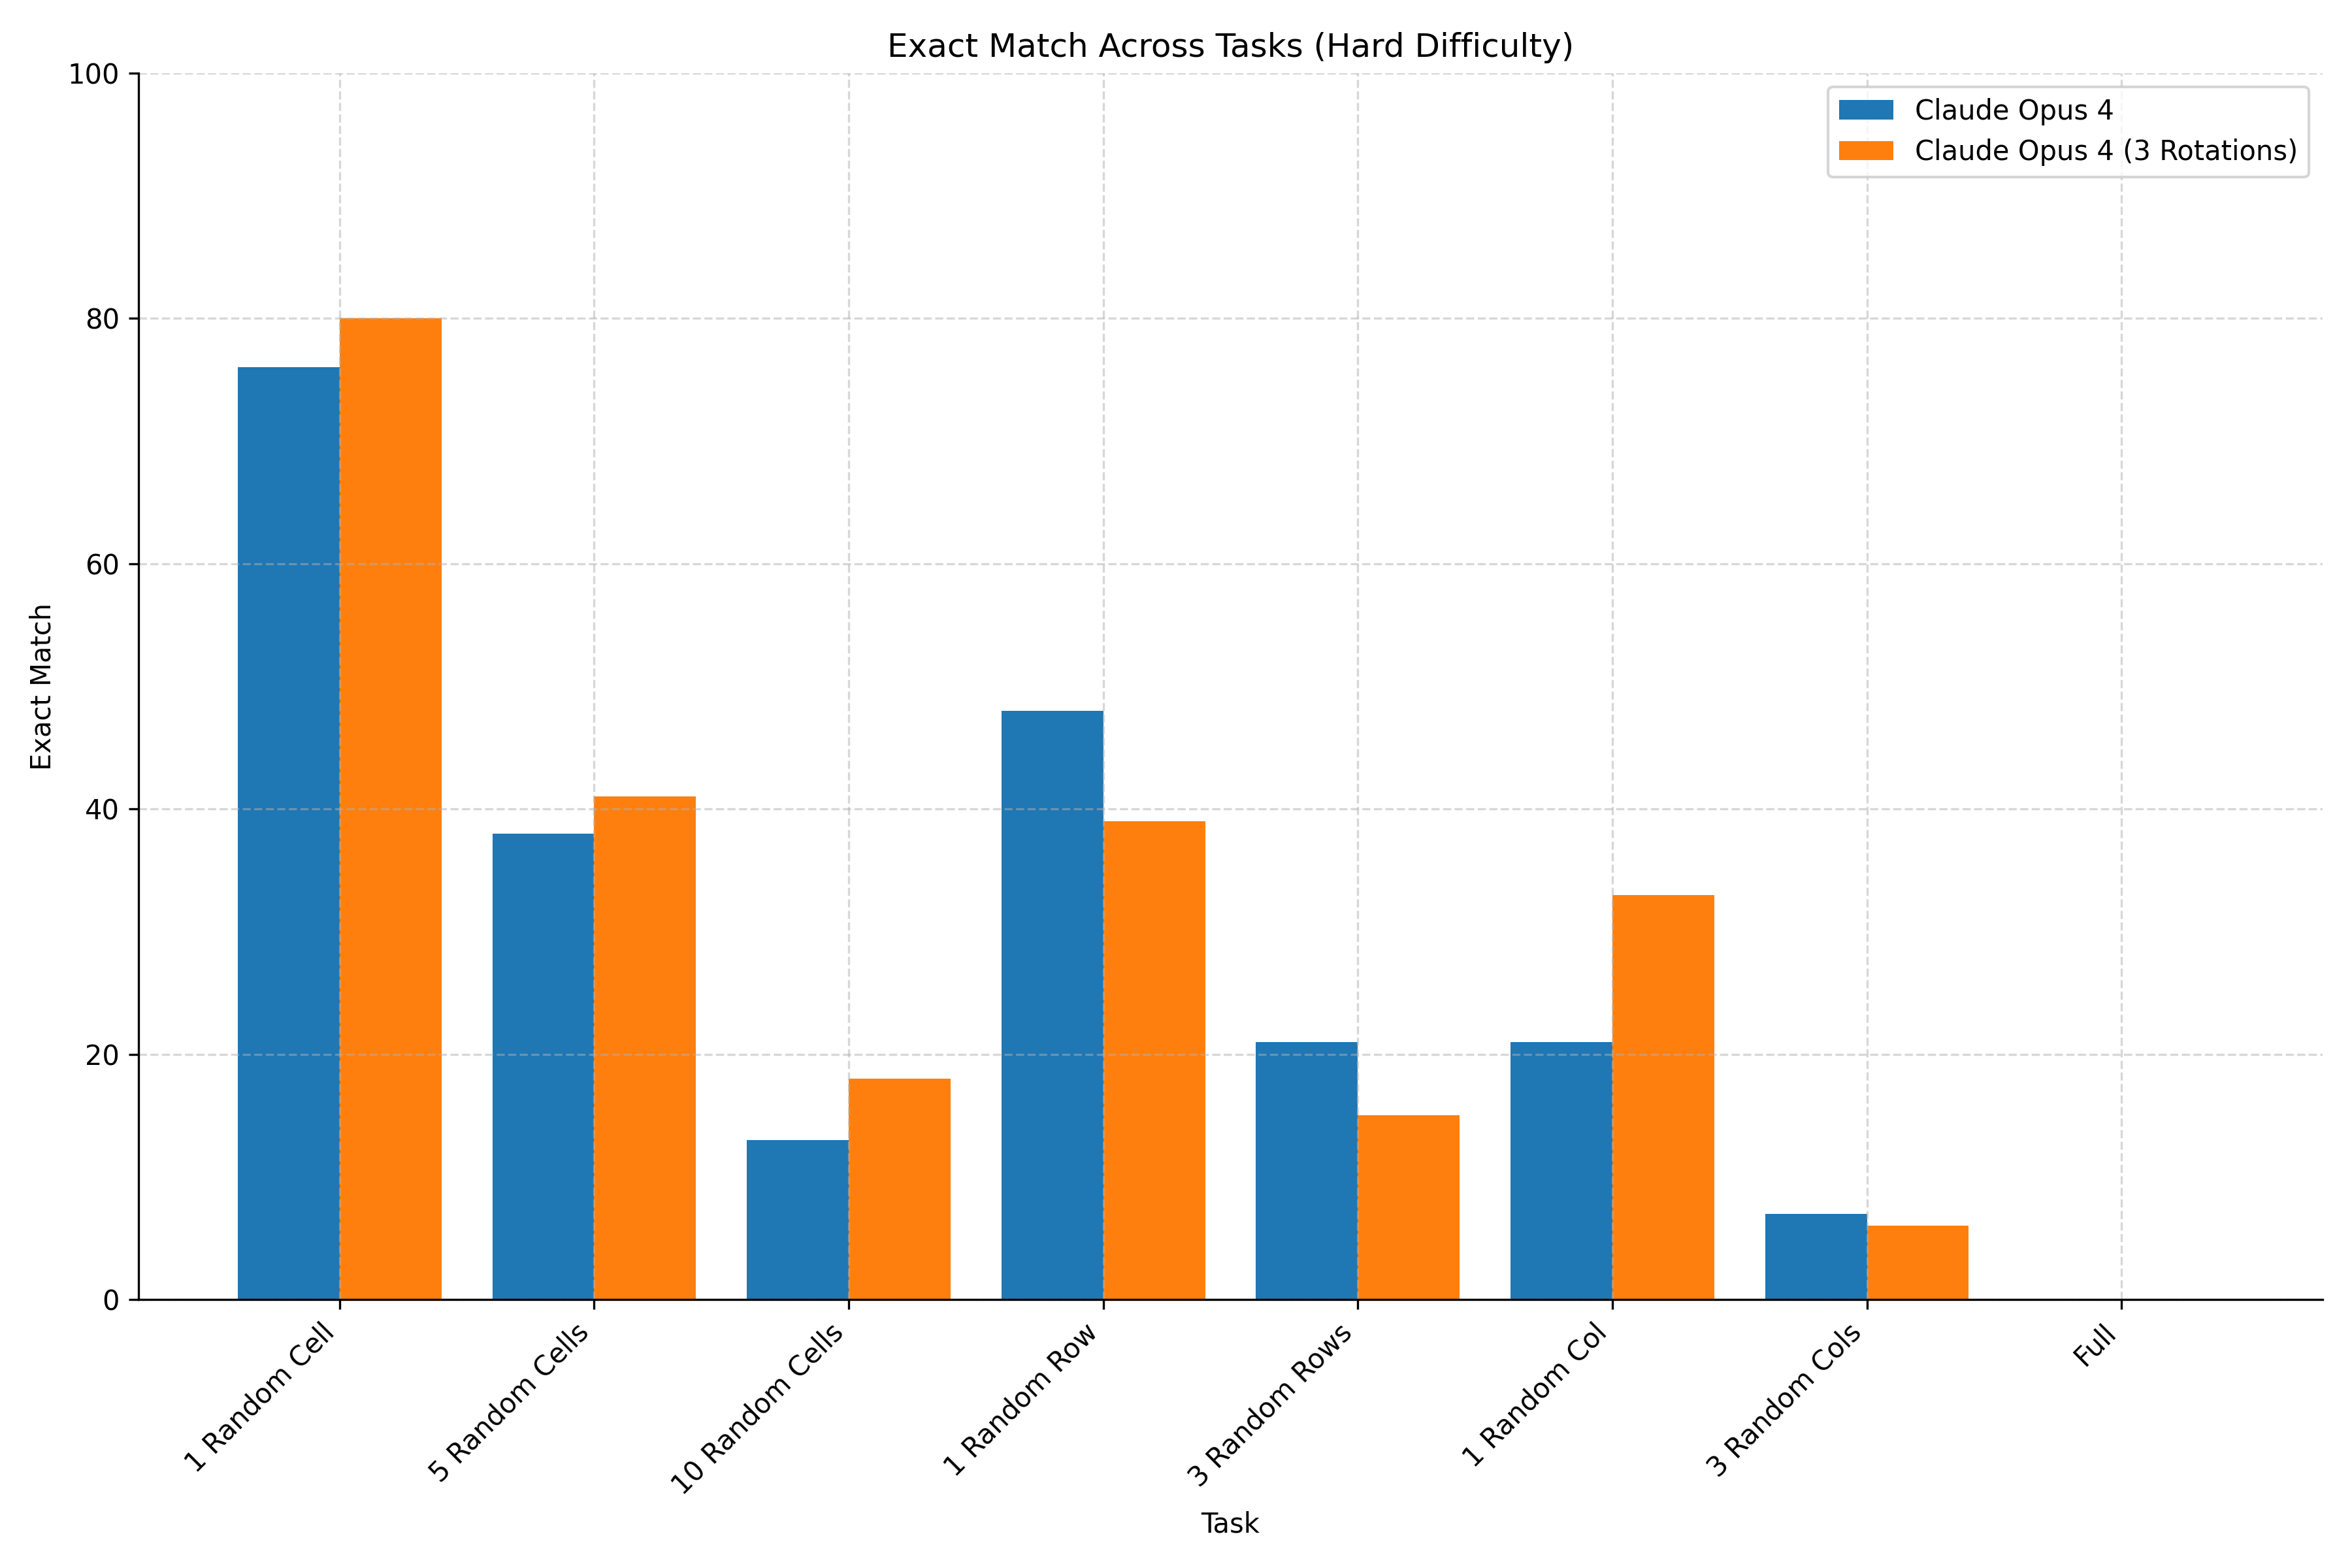 Exact Match Across Tasks (Hard Difficulty)
Claude Opus 4
Claude Opus 4 (3 Rotations)
Exact Match
100
80
60
40
20
0
1 Random Cell
5 Random Cells
10 Random Cells
1 Random Row
3 Random Rows
1 Random Col
3 Random Cols
Full
Task